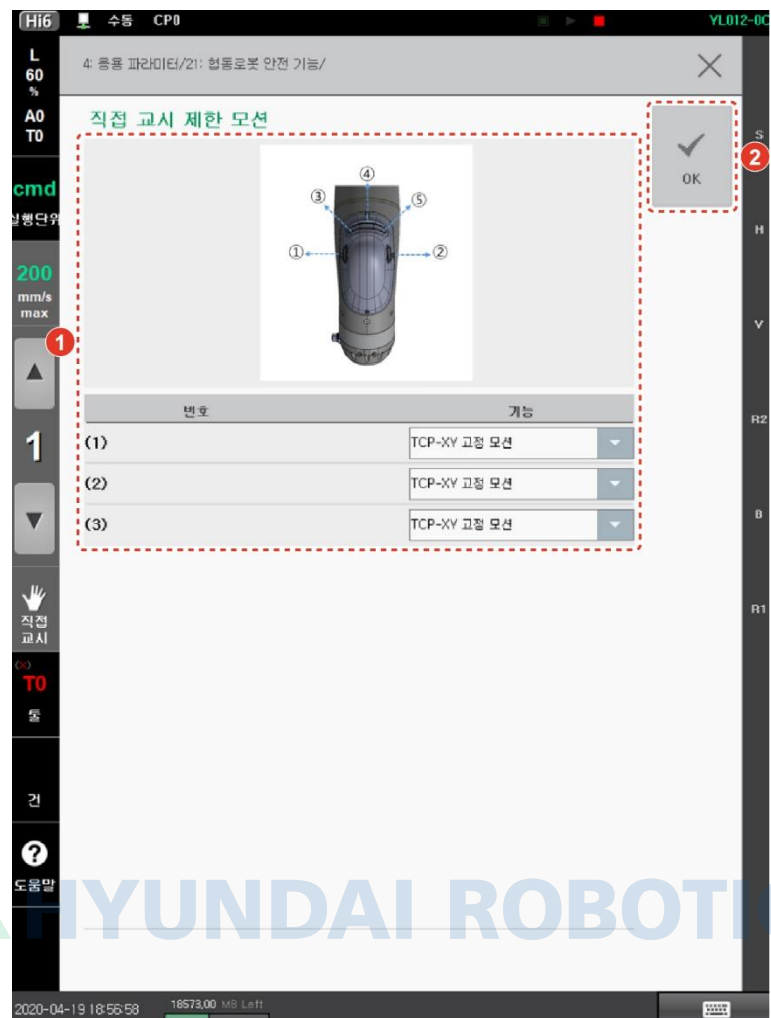 Hi6 수동 CP0 YL012-0C
L
60
%
A0
T0
cmd
실행단위
200
mm/s
max
1
직접
교시
(×)
T0
툴
건
?
도움말
4: 응용 파라미터/21: 협동로봇 안전 기능/
직접 교시 제한 모션
④
③
⑤
①
②
번호 기능
(1) TCP-XY 고정 모션
(2) TCP-XY 고정 모션
(3) TCP-XY 고정 모션
1
OK
2
S
H
V
R2
B
R1
HYUNDAI ROBOTIC
2020-04-19 18:56:58 18573,00 MB Left